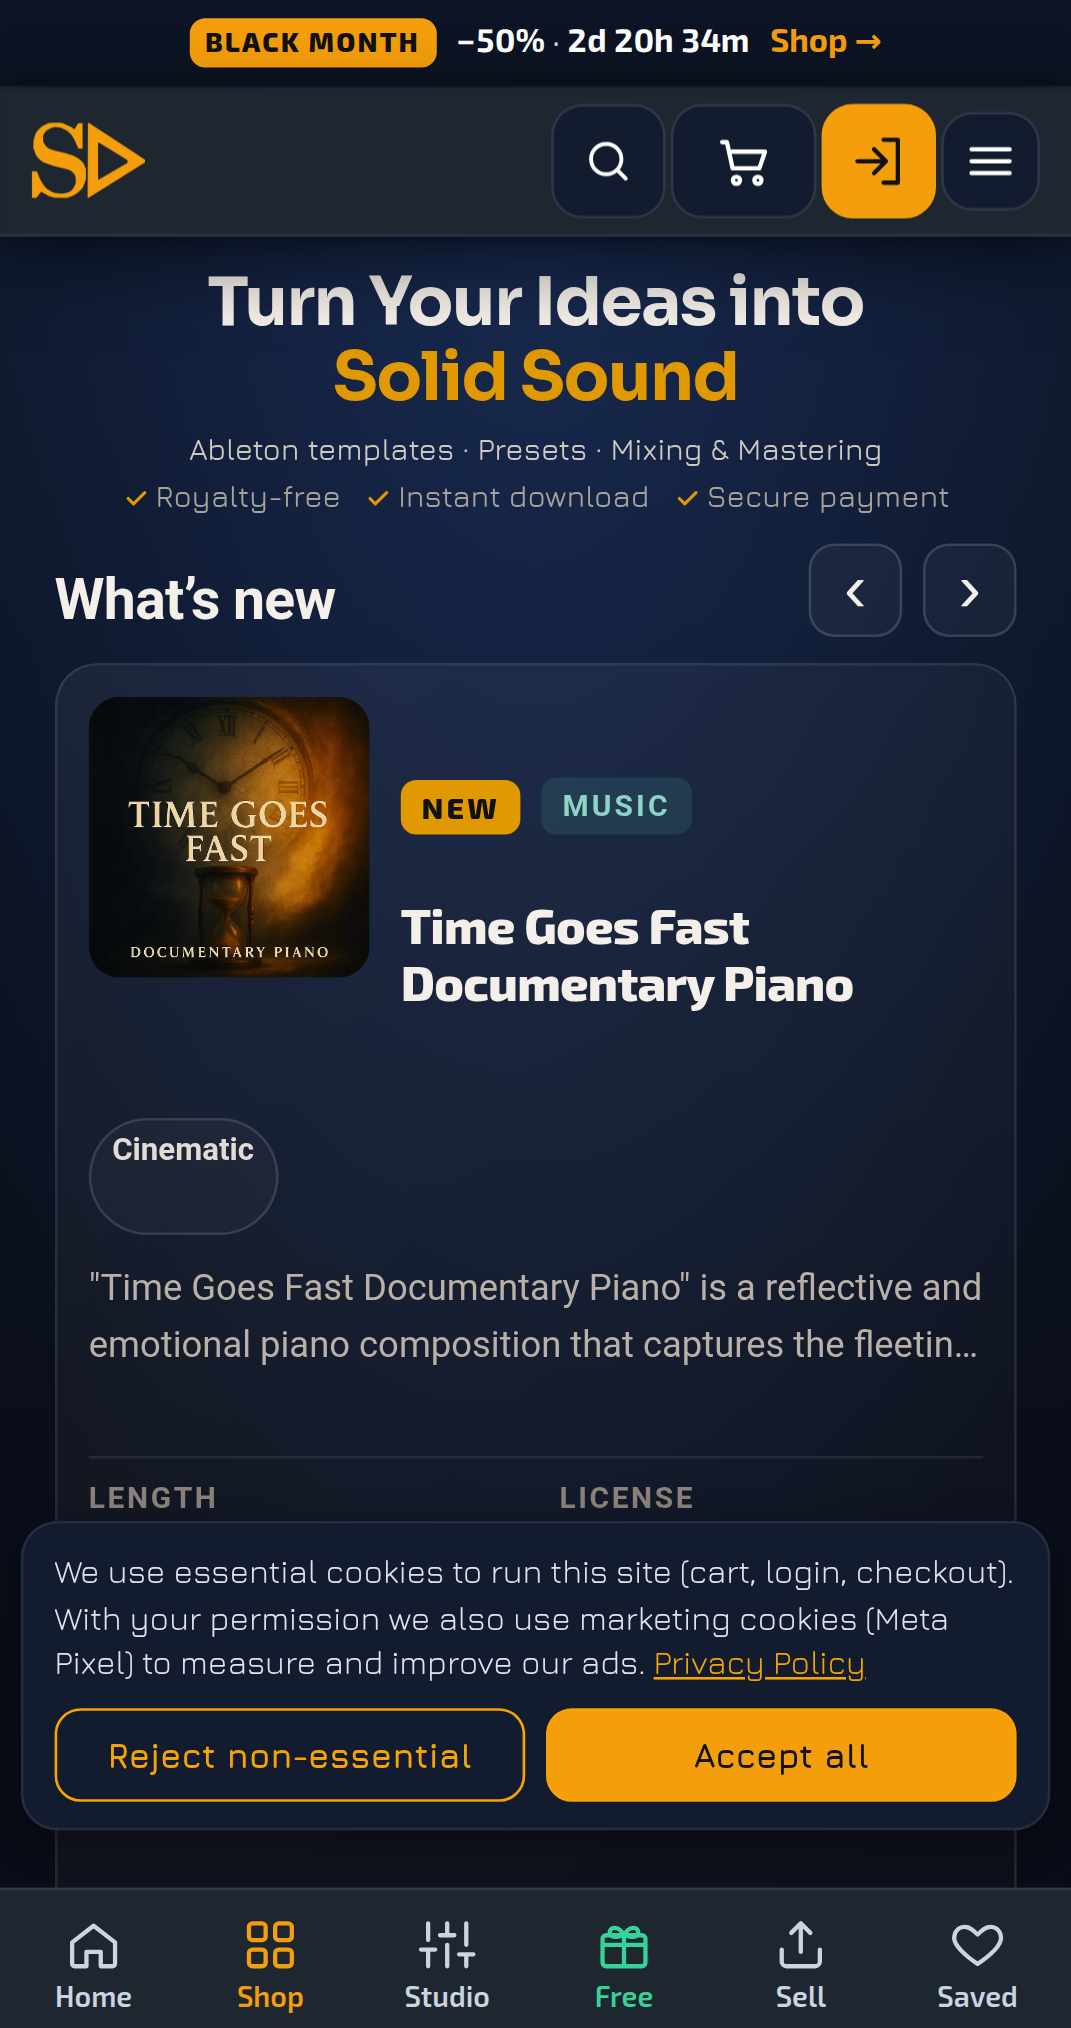 BLACK MONTH −50% · 2d 20h 34m Shop →
S
Turn Your Ideas into
Solid Sound
Ableton templates · Presets · Mixing & Mastering
✓ Royalty-free ✓ Instant download ✓ Secure payment
What’s new
TIME GOES
FAST
DOCUMENTARY PIANO
NEW MUSIC
Time Goes Fast
Documentary Piano
Cinematic
"Time Goes Fast Documentary Piano" is a reflective and
emotional piano composition that captures the fleetin...
LENGTH LICENSE
We use essential cookies to run this site (cart, login, checkout).
With your permission we also use marketing cookies (Meta
Pixel) to measure and improve our ads. Privacy Policy
Reject non-essential Accept all
Home Shop Studio Free Sell Saved